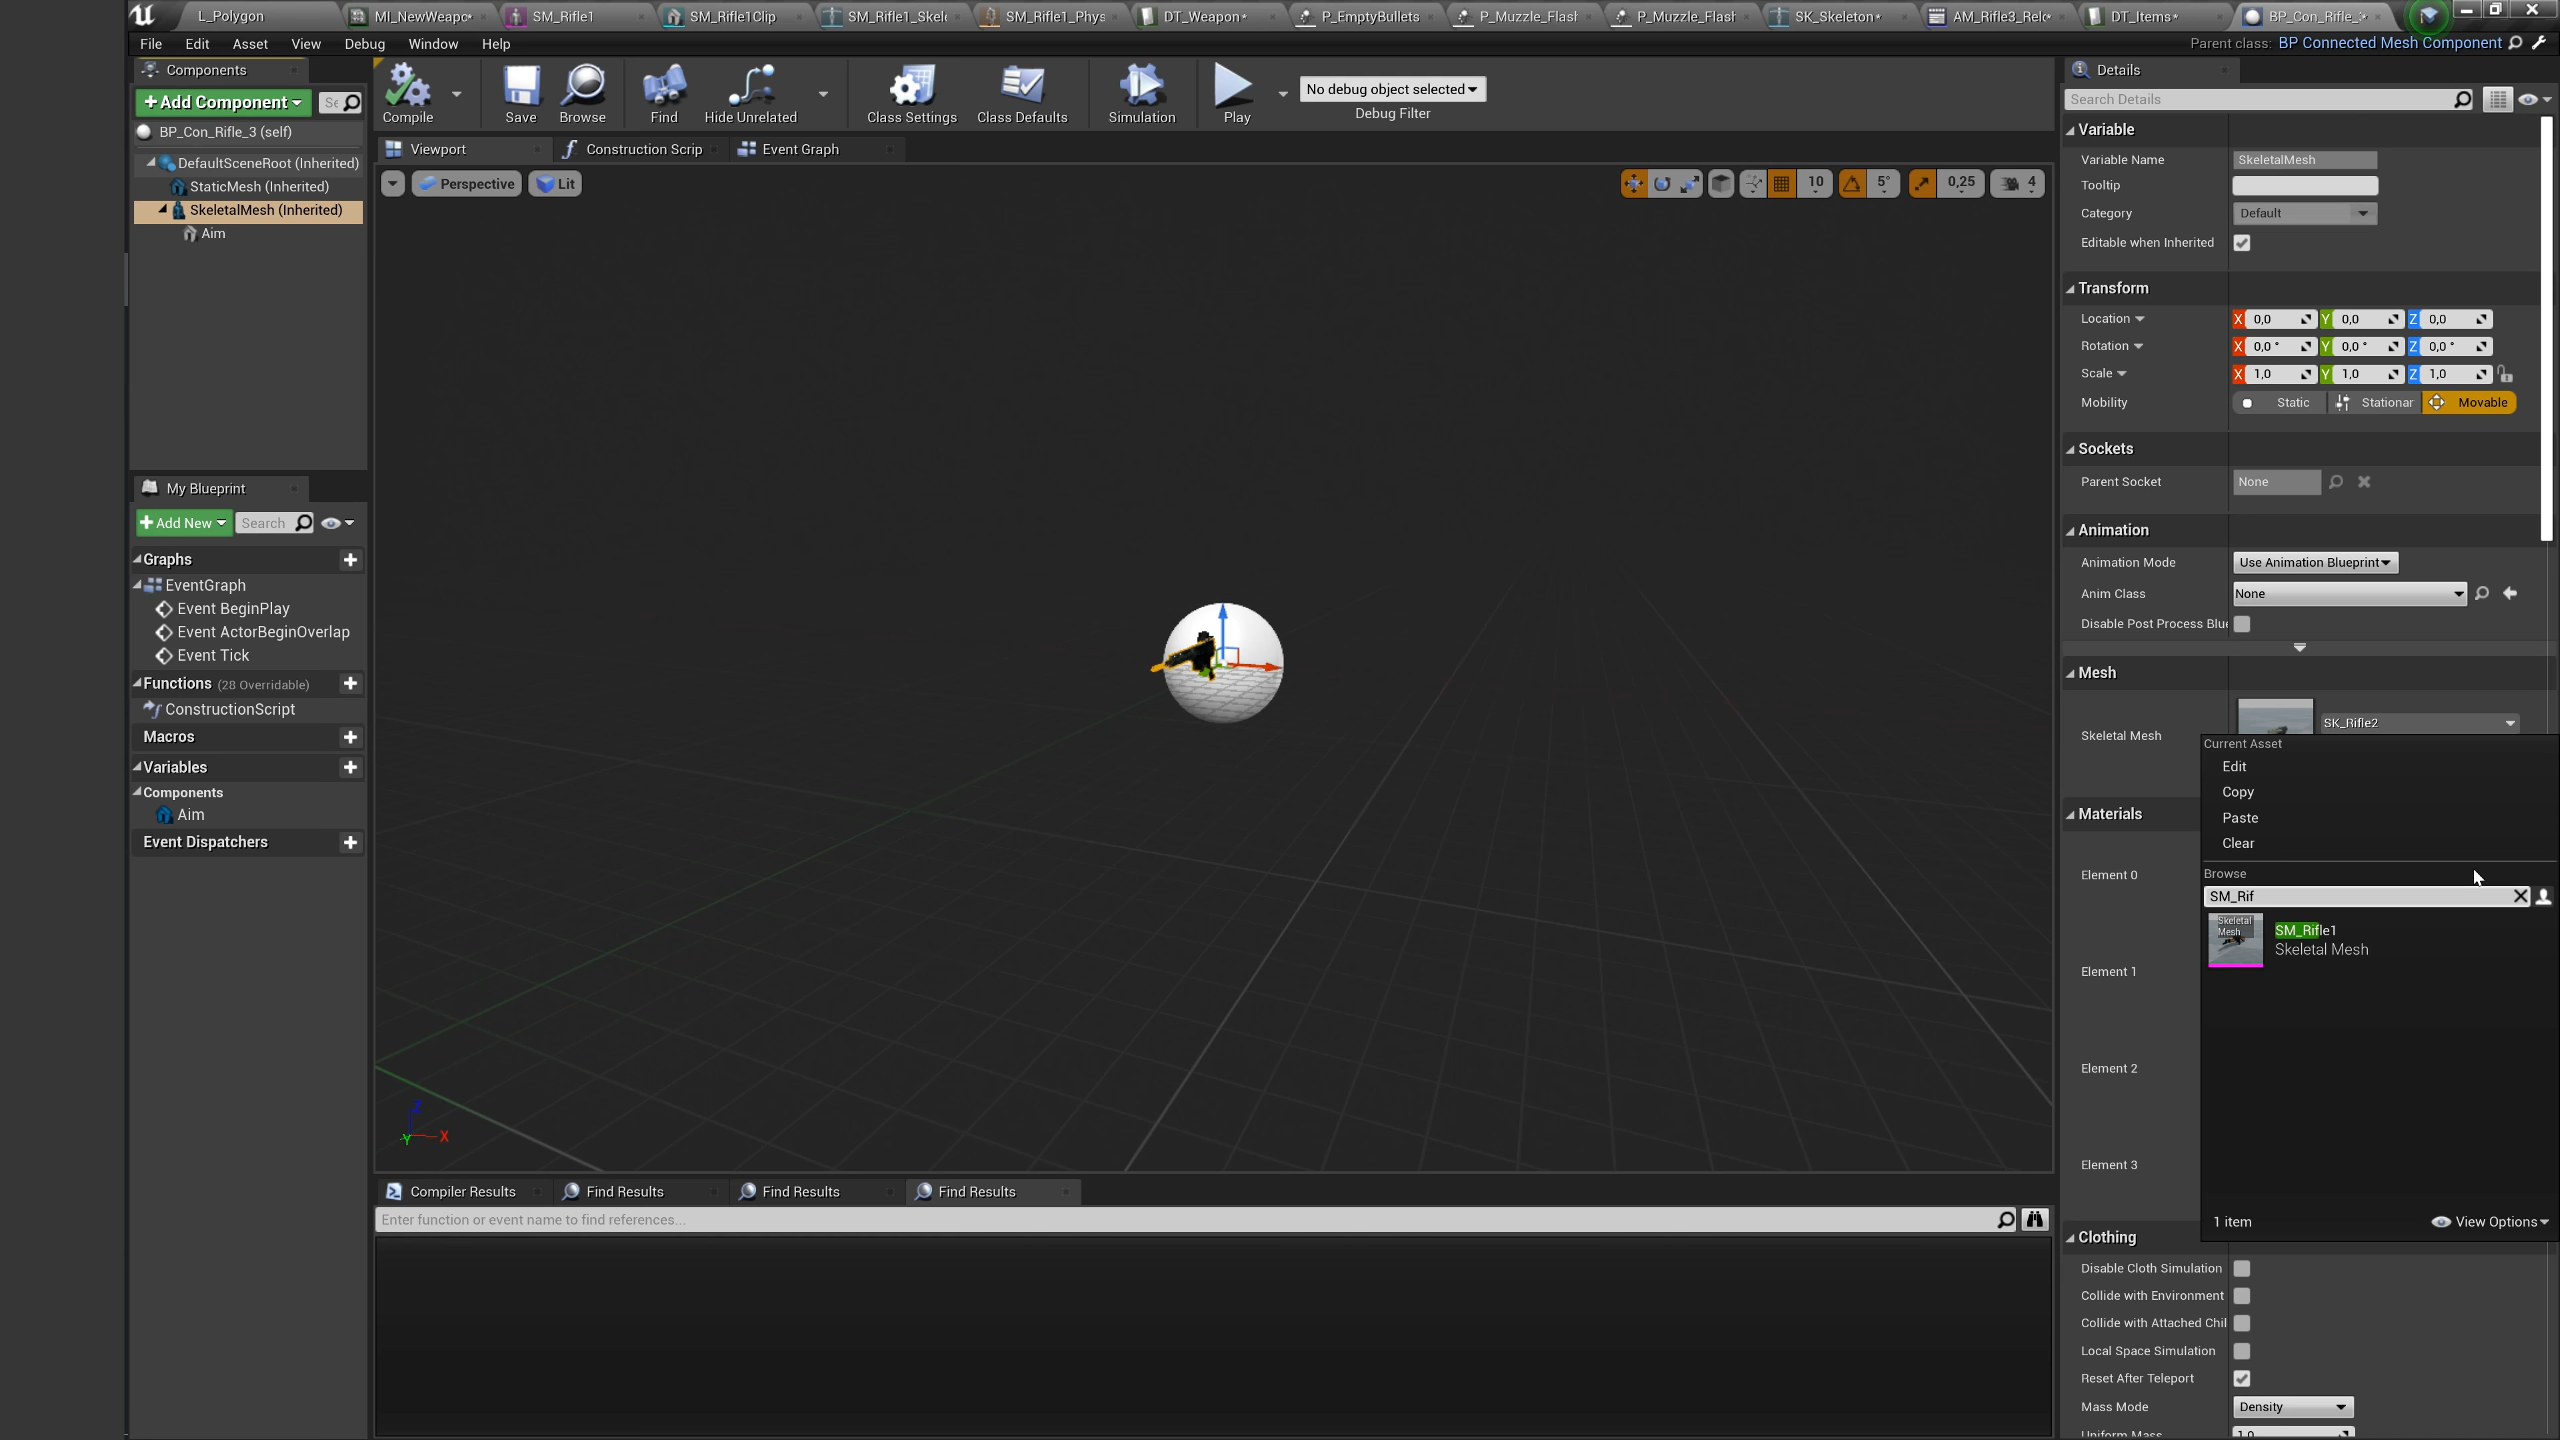 L_Polygon
MI_NewWeapc*
SM_Rifle1
SM_Rifle1Clip
SM_Rifle1_Skele
SM_Rifle1_Phys
DT_Weapon*
P_EmptyBullets
P_Muzzle_Flash
P_Muzzle_Flash
SK_Skeleton*
AM_Rifle3_Relo*
DT_Items*
BP_Con_Rifle_
File
Edit
Asset
View
Debug
Window
Help
Parent class: BP Connected Mesh Component
Components
+Add Component
Se
BP_Con_Rifle_3 (self)
DefaultSceneRoot (Inherited)
StaticMesh (Inherited)
SkeletalMesh (Inherited)
Aim
Compile
Save
Browse
Find
Hide Unrelated
Class Settings
Class Defaults
Simulation
Play
No debug object selected
Debug Filter
Viewport
Construction Scrip
Event Graph
Perspective
Lit
10
5°
0,25
4
X
Y
My Blueprint
+Add New
Search
Graphs
EventGraph
Event BeginPlay
Event ActorBeginOverlap
Event Tick
Functions (28 Overridable)
ConstructionScript
Macros
Variables
Components
Aim
Event Dispatchers
Compiler Results
Find Results
Find Results
Find Results
Enter function or event name to find references...
Details
Search Details
Variable
Variable Name
SkeletalMesh
Tooltip
Category
Default
Editable when Inherited
Transform
Location
X 0,0 Y 0,0 Z 0,0
Rotation
X 0,0 ° Y 0,0 ° Z 0,0 °
Scale
X 1,0 Y 1,0 Z 1,0
Mobility
Static
Stationar
Movable
Sockets
Parent Socket
None
Animation
Animation Mode
Use Animation Blueprint
Anim Class
None
Disable Post Process Blue
Mesh
Skeletal Mesh
SK_Rifle2
Current Asset
Edit
Copy
Paste
Clear
Browse
SM_Rif
Skeletal
Mesh
SM_Rifle1
Skeletal Mesh
1 item
View Options
Materials
Element 0
Element 1
Element 2
Element 3
Clothing
Disable Cloth Simulation
Collide with Environment
Collide with Attached Chil
Local Space Simulation
Reset After Teleport
Mass Mode
Density
Uniform Mass
1,0